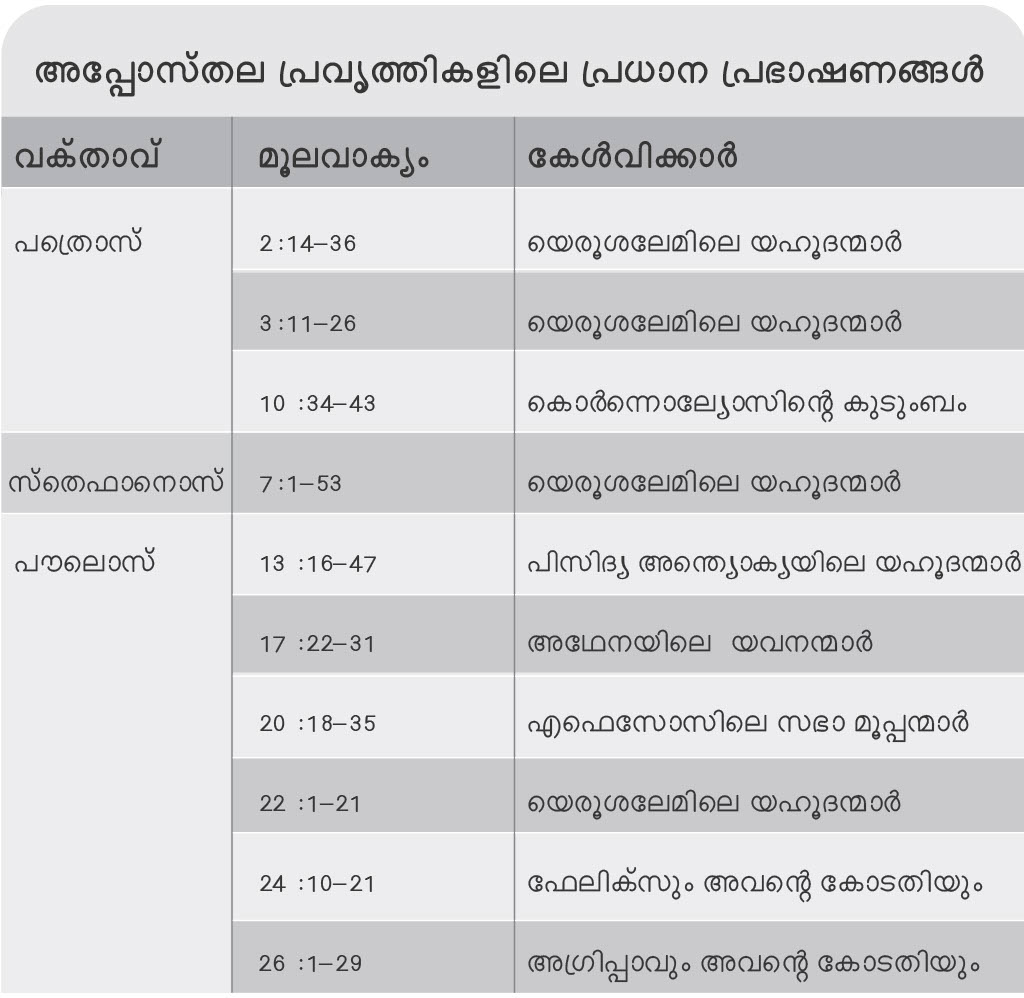 അപ്പോസ്തല പ്രവൃത്തികളിലെ പ്രധാന പ്രഭാഷണങ്ങൾ
വക്താവ് മൂലവാക്യം കേൾവിക്കാർ
പത്രൊസ് 2:14–36 യെരൂശലേമിലെ യഹൂദന്മാർ
3:11–26 യെരൂശലേമിലെ യഹൂദന്മാർ
10 :34–43 കൊർന്നൊല്യോസിന്റെ കുടുംബം
സ്തെഫാനൊസ് 7:1–53 യെരൂശലേമിലെ യഹൂദന്മാർ
പൗലൊസ് 13 :16–47 പിസിദ്യ അന്ത്യൊക്യയിലെ യഹൂദന്മാർ
17 :22–31 അഥേനയിലെ യവനന്മാർ
20 :18–35 എഫെസോസിലെ സഭാ മൂപ്പന്മാർ
22 :1–21 യെരൂശലേമിലെ യഹൂദന്മാർ
24 :10–21 ഫേലിക്സും അവന്റെ കോടതിയും
26 :1–29 അഗ്രിപ്പാവും അവന്റെ കോടതിയും